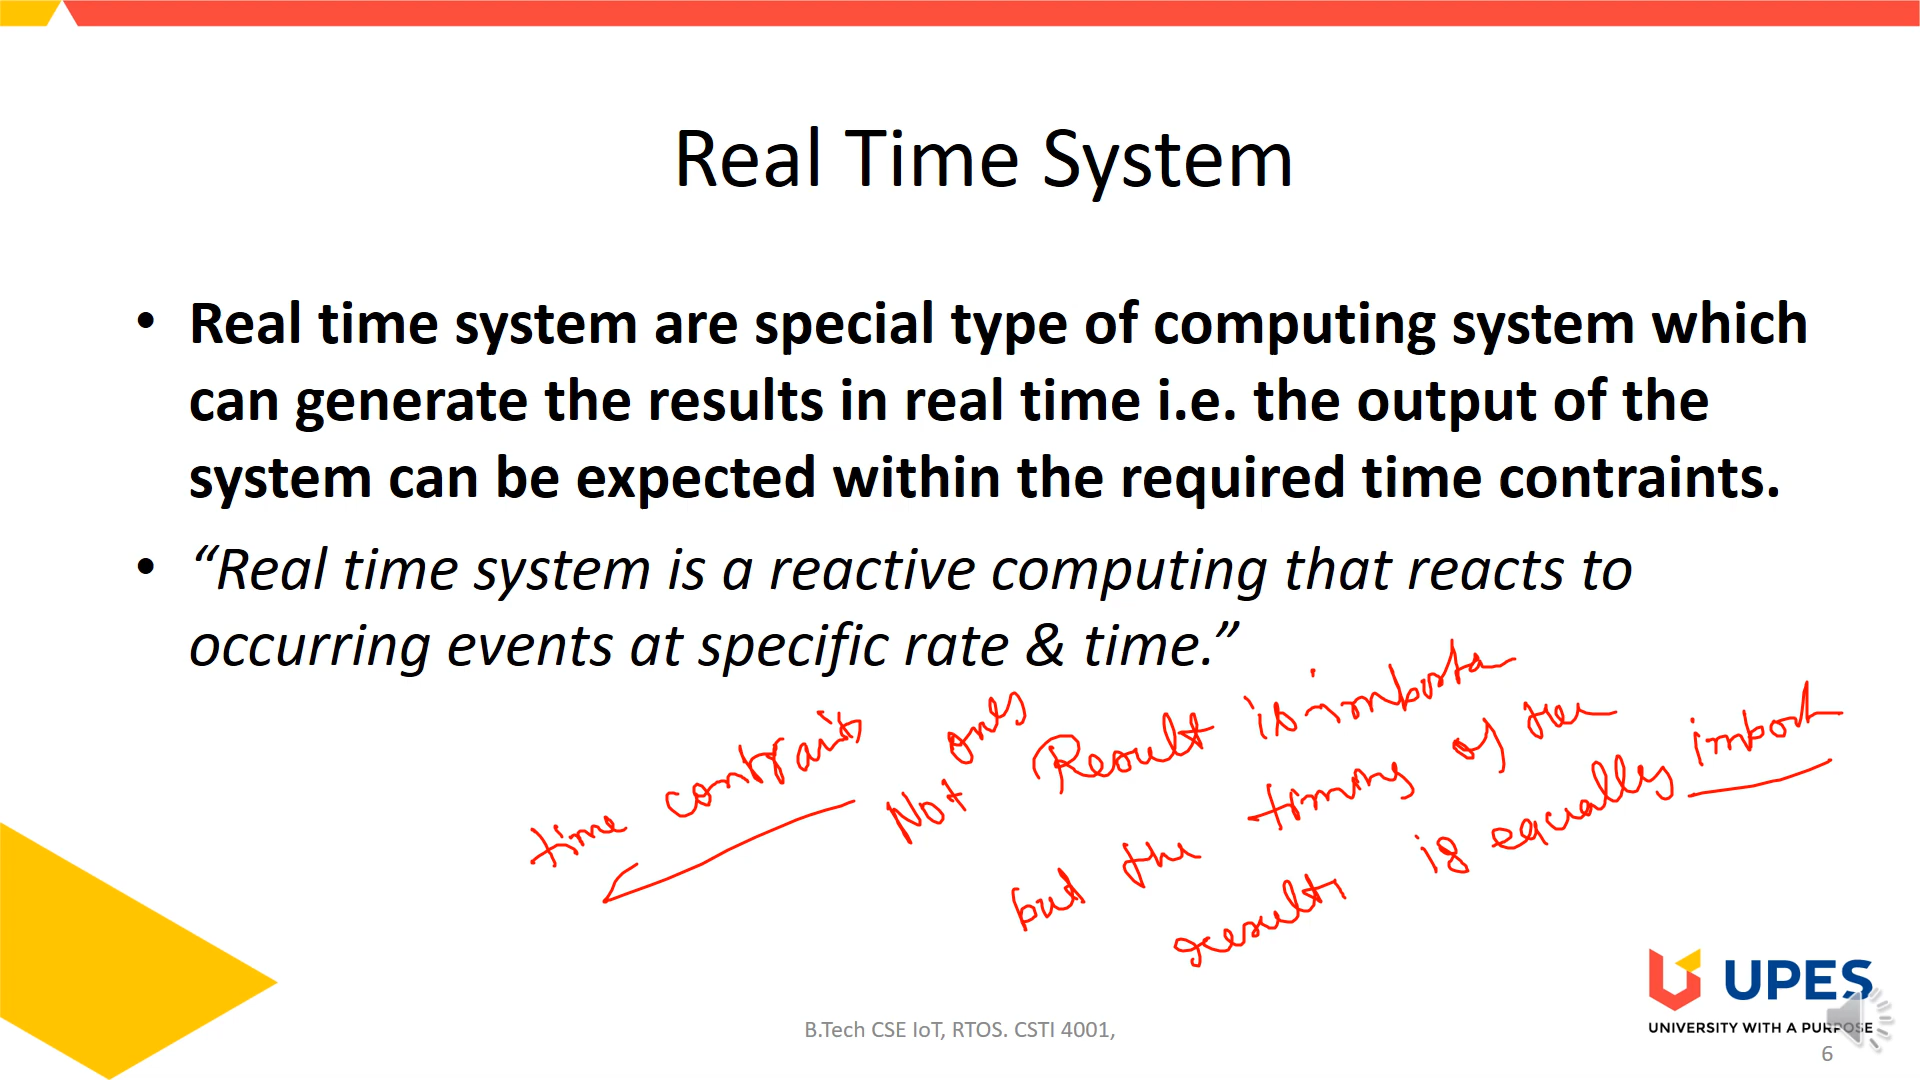 Real Time System
• Real time system are special type of computing system which
can generate the results in real time i.e. the output of the
system can be expected within the required time contraints.
• “Real time system is a reactive computing that reacts to
occurring events at specific rate & time.”
time contraits
Not only Result is importa
but the timing of the
results is equally import
UPES
UNIVERSITY WITH A PURPOSE
B.Tech CSE IoT, RTOS. CSTI 4001,
6